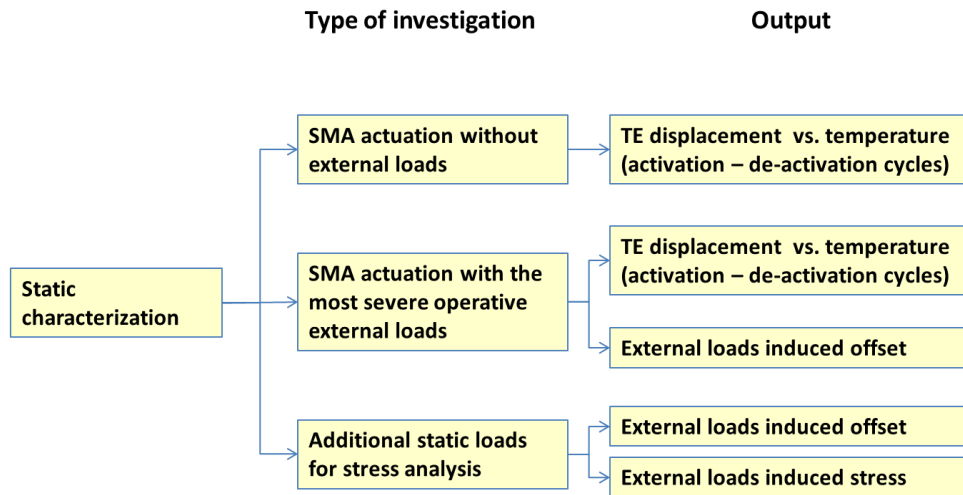 Type of investigation
Output
SMA actuation without
external loads
TE displacement vs. temperature
(activation – de-activation cycles)
Static
characterization
SMA actuation with the
most severe operative
external loads
TE displacement vs. temperature
(activation – de-activation cycles)
External loads induced offset
Additional static loads
for stress analysis
External loads induced offset
External loads induced stress